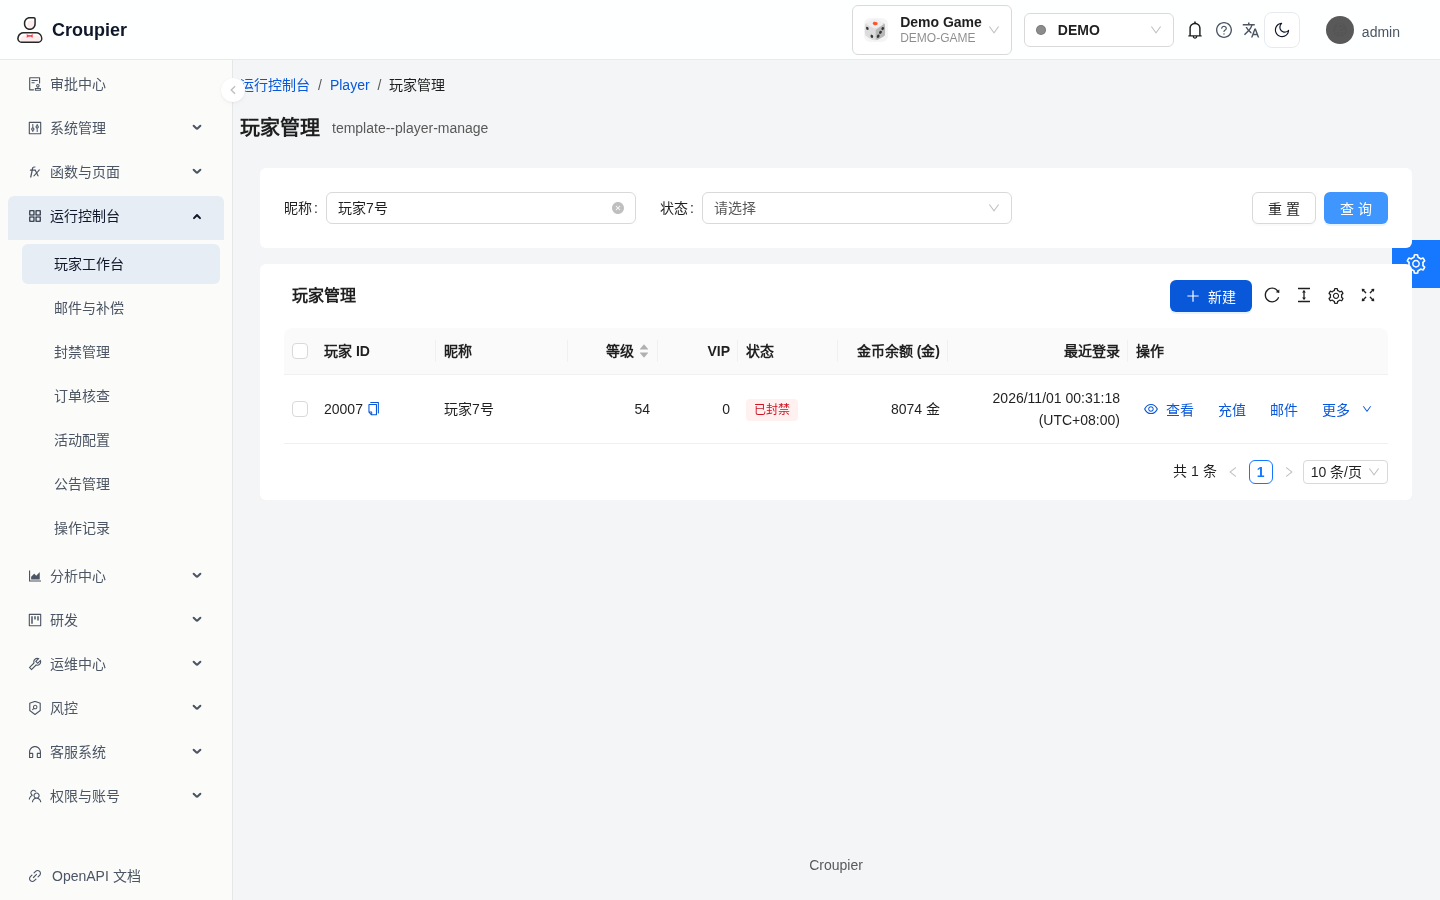 Croupier
Demo Game
DEMO-GAME
DEMO
admin
审批中心
系统管理
函数与页面
运行控制台
玩家工作台
邮件与补偿
封禁管理
订单核查
活动配置
公告管理
操作记录
分析中心
研发
运维中心
风控
客服系统
权限与账号
OpenAPI 文档
运行控制台 / Player / 玩家管理
玩家管理 template--player-manage
昵称 : 玩家7号
状态 : 请选择
重 置
查 询
玩家管理
新建
玩家 ID 昵称 等级 VIP 状态 金币余额 (金) 最近登录 操作
20007 玩家7号 54 0 已封禁 8074 金 2026/11/01 00:31:18 (UTC+08:00) 查看 充值 邮件 更多
共 1 条 1 10 条/页
Croupier